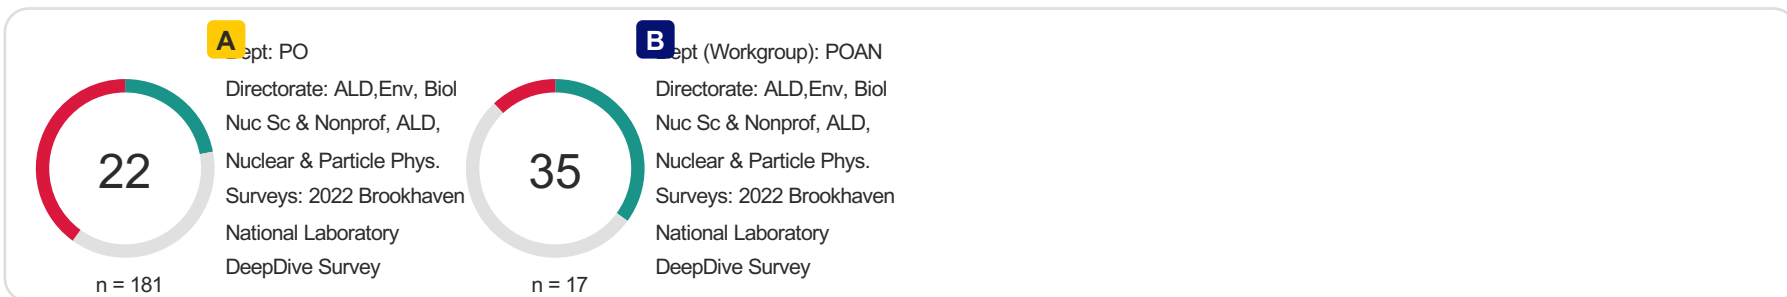 A
ept: PO
Directorate: ALD,Env, Biol
Nuc Sc & Nonprof, ALD,
Nuclear & Particle Phys.
Surveys: 2022 Brookhaven
National Laboratory
DeepDive Survey
22
n = 181
B
ept (Workgroup): POAN
Directorate: ALD,Env, Biol
Nuc Sc & Nonprof, ALD,
Nuclear & Particle Phys.
Surveys: 2022 Brookhaven
National Laboratory
DeepDive Survey
35
n = 17